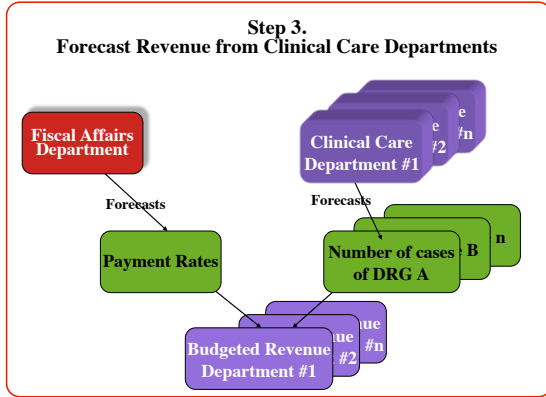 Step 3.
Forecast Revenue from Clinical Care Departments
Fiscal Affairs
Department
Clinical Care
Department #1
#2
#n
Forecasts
Forecasts
Payment Rates
Number of cases
of DRG A
B
n
Budgeted Revenue
Department #1
#2
#n